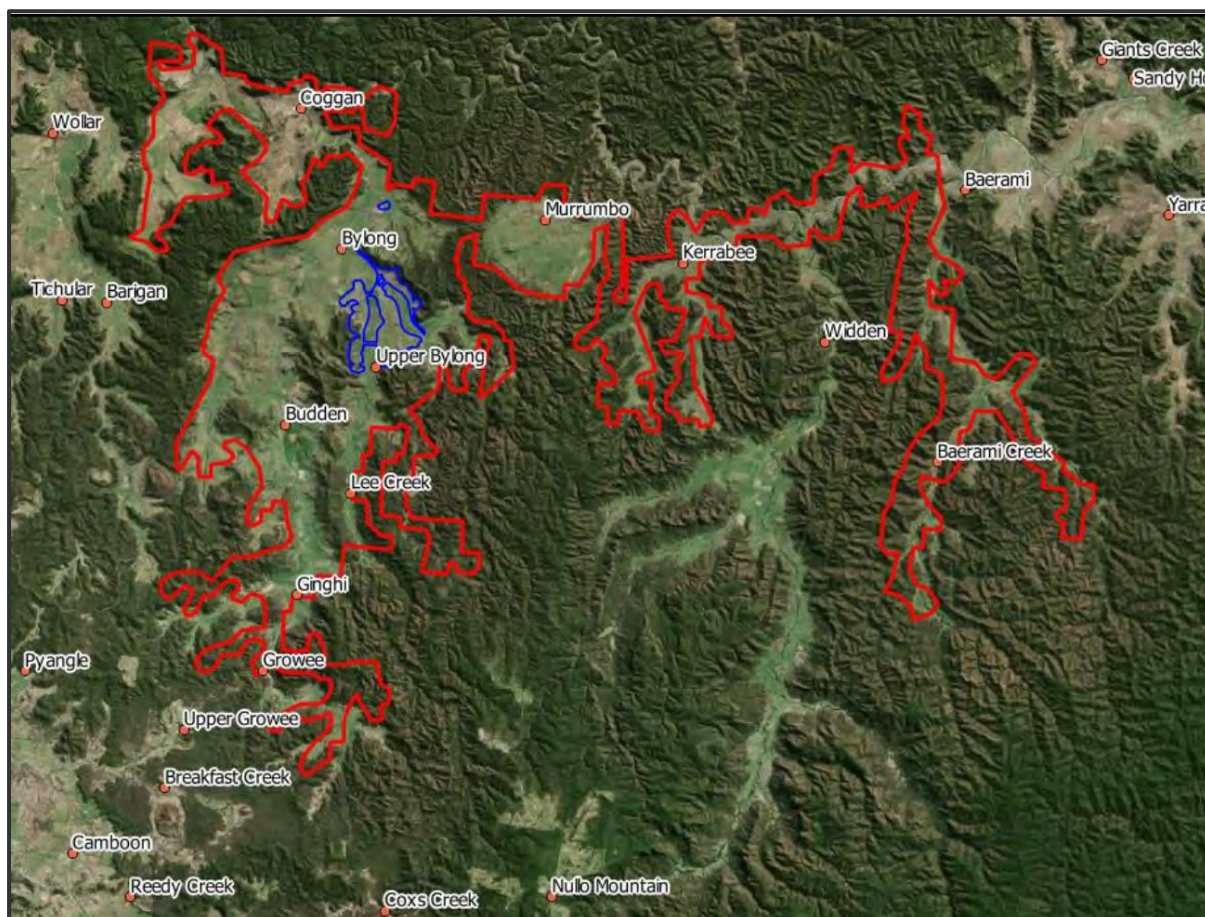 Giants Creek
Sandy Ho
Coggan
Wollar
Baerami
Yarra
Murrumbo
Bylong
Kerrabee
Tichular
Barigan
Widden
Upper Bylong
Budden
Baerami Creek
Lee Creek
Ginghi
Pyangle
Growee
Upper Growee
Breakfast Creek
Camboon
Reedy Creek
Nullo Mountain
Coxs Creek